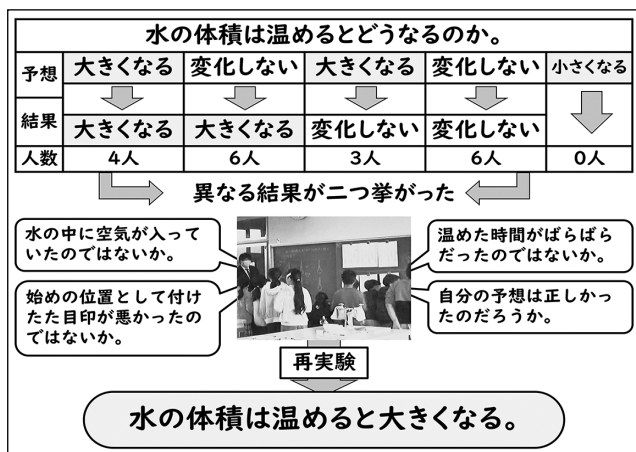 水の体積は温めるとどうなるのか。
予想 大きくなる 変化しない 大きくなる 変化しない 小さくなる
結果 大きくなる 大きくなる 変化しない 変化しない
人数 4人 6人 3人 6人 0人
異なる結果が二つ挙がった
水の中に空気が入って
いたのではないか。
始めの位置として付け
たた目印が悪かったの
ではないか。
温めた時間がばらばら
だったのではないか。
自分の予想は正しかっ
たのだろうか。
再実験
水の体積は温めると大きくなる。